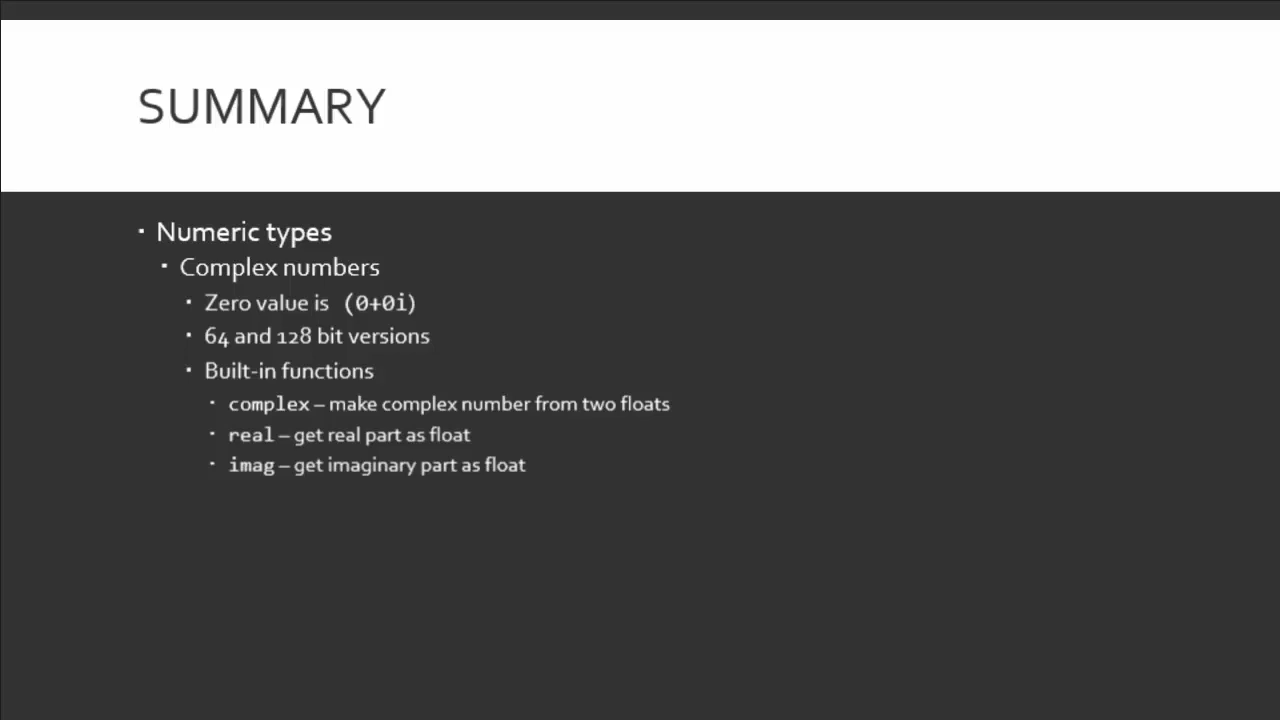 SUMMARY
▪ Numeric types
▪ Complex numbers
▪ Zero value is (0+0i)
▪ 64 and 128 bit versions
▪ Built-in functions
▪ complex – make complex number from two floats
▪ real – get real part as float
▪ imag – get imaginary part as float